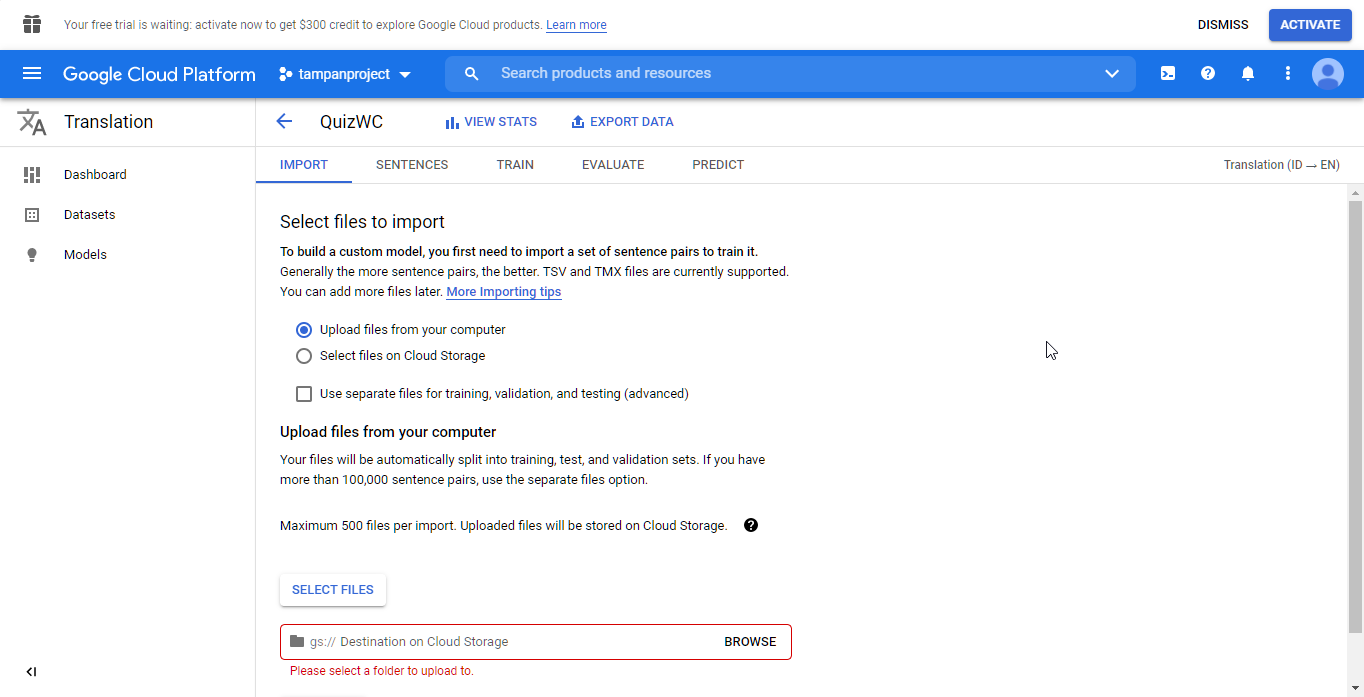 Your free trial is waiting: activate now to get $300 credit to explore Google Cloud products. Learn more
DISMISS
ACTIVATE
Google Cloud Platform
tampanproject
Search products and resources
Translation
QuizWC
VIEW STATS
EXPORT DATA
Dashboard
Datasets
Models
IMPORT
SENTENCES
TRAIN
EVALUATE
PREDICT
Translation (ID → EN)
Select files to import
To build a custom model, you first need to import a set of sentence pairs to train it.
Generally the more sentence pairs, the better. TSV and TMX files are currently supported.
You can add more files later. More Importing tips
Upload files from your computer
Select files on Cloud Storage
Use separate files for training, validation, and testing (advanced)
Upload files from your computer
Your files will be automatically split into training, test, and validation sets. If you have
more than 100,000 sentence pairs, use the separate files option.
Maximum 500 files per import. Uploaded files will be stored on Cloud Storage.
SELECT FILES
gs:// Destination on Cloud Storage
BROWSE
Please select a folder to upload to.